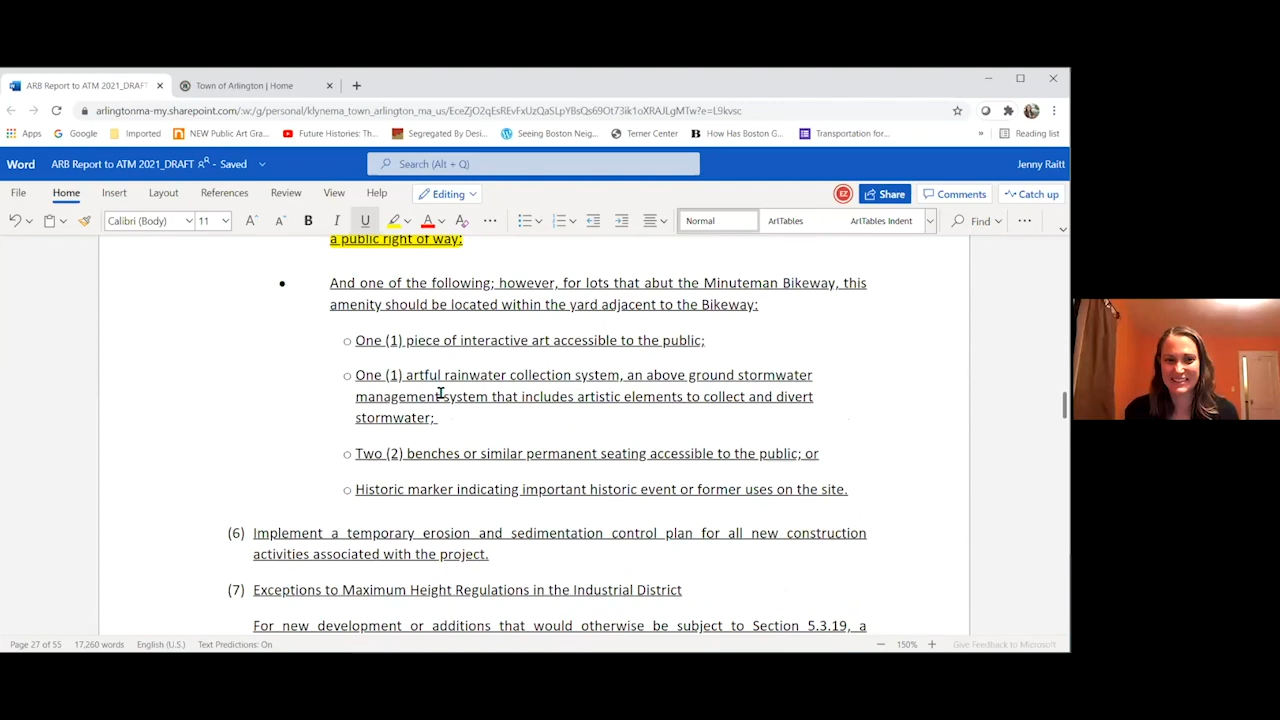 ARB Report to ATM 2021_DRAFT
Town of Arlington | Home
arlingtonma-my.sharepoint.com/:w:/g/personal/klynema_town_arlington_ma_us/EceZjO2qEsREvFxUzQaSLpYBsQs69Ot73ik1oXRAJLgMTw?e=L9kvsc
Apps Google Imported NEW Public Art Gra... Future Histories: Th... Segregated By Desi... Seeing Boston Neig... Terner Center How Has Boston G... Transportation for... » Reading list
Word ARB Report to ATM 2021_DRAFT - Saved Search (Alt + Q) Jenny Raitt
File Home Insert Layout References Review View Help Editing EZ Share Comments Catch up
Calibri (Body) 11 B I U A Normal ArlTables ArlTables Indent Find
a public right of way:
• And one of the following; however, for lots that abut the Minuteman Bikeway, this
amenity should be located within the yard adjacent to the Bikeway:
○ One (1) piece of interactive art accessible to the public;
○ One (1) artful rainwater collection system, an above ground stormwater
management system that includes artistic elements to collect and divert
stormwater;
○ Two (2) benches or similar permanent seating accessible to the public; or
○ Historic marker indicating important historic event or former uses on the site.
(6) Implement a temporary erosion and sedimentation control plan for all new construction
activities associated with the project.
(7) Exceptions to Maximum Height Regulations in the Industrial District
For new development or additions that would otherwise be subject to Section 5.3.19, a
Page 27 of 55 17,260 words English (U.S.) Text Predictions: On 150% Give Feedback to Microsoft